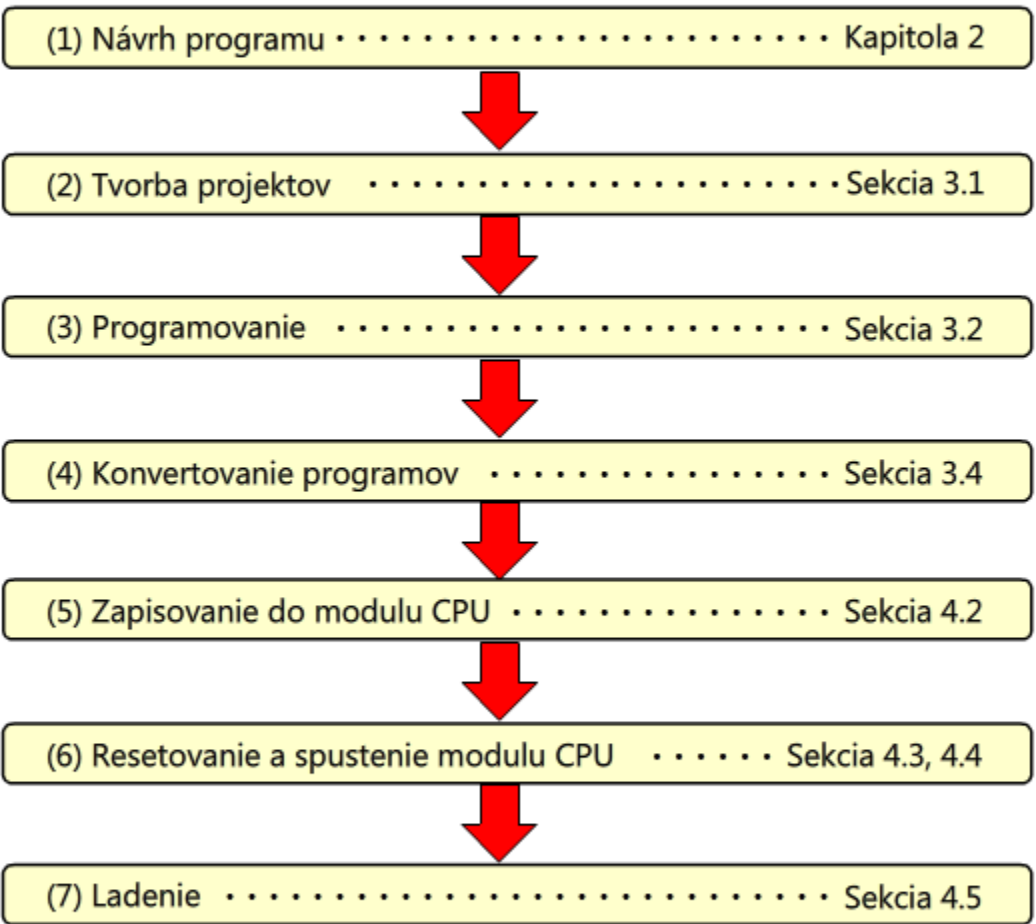 (1) Návrh programu · · · · · · · · · · · · · · · · · · · · · · · Kapitola 2
(2) Tvorba projektov · · · · · · · · · · · · · · · · · · · · · · Sekcia 3.1
(3) Programovanie · · · · · · · · · · · · · · · · · · · · · · · Sekcia 3.2
(4) Konvertovanie programov · · · · · · · · · · · · · · · · Sekcia 3.4
(5) Zapisovanie do modulu CPU · · · · · · · · · · · · · · · Sekcia 4.2
(6) Resetovanie a spustenie modulu CPU · · · · · · Sekcia 4.3, 4.4
(7) Ladenie · · · · · · · · · · · · · · · · · · · · · · · · · · · · Sekcia 4.5